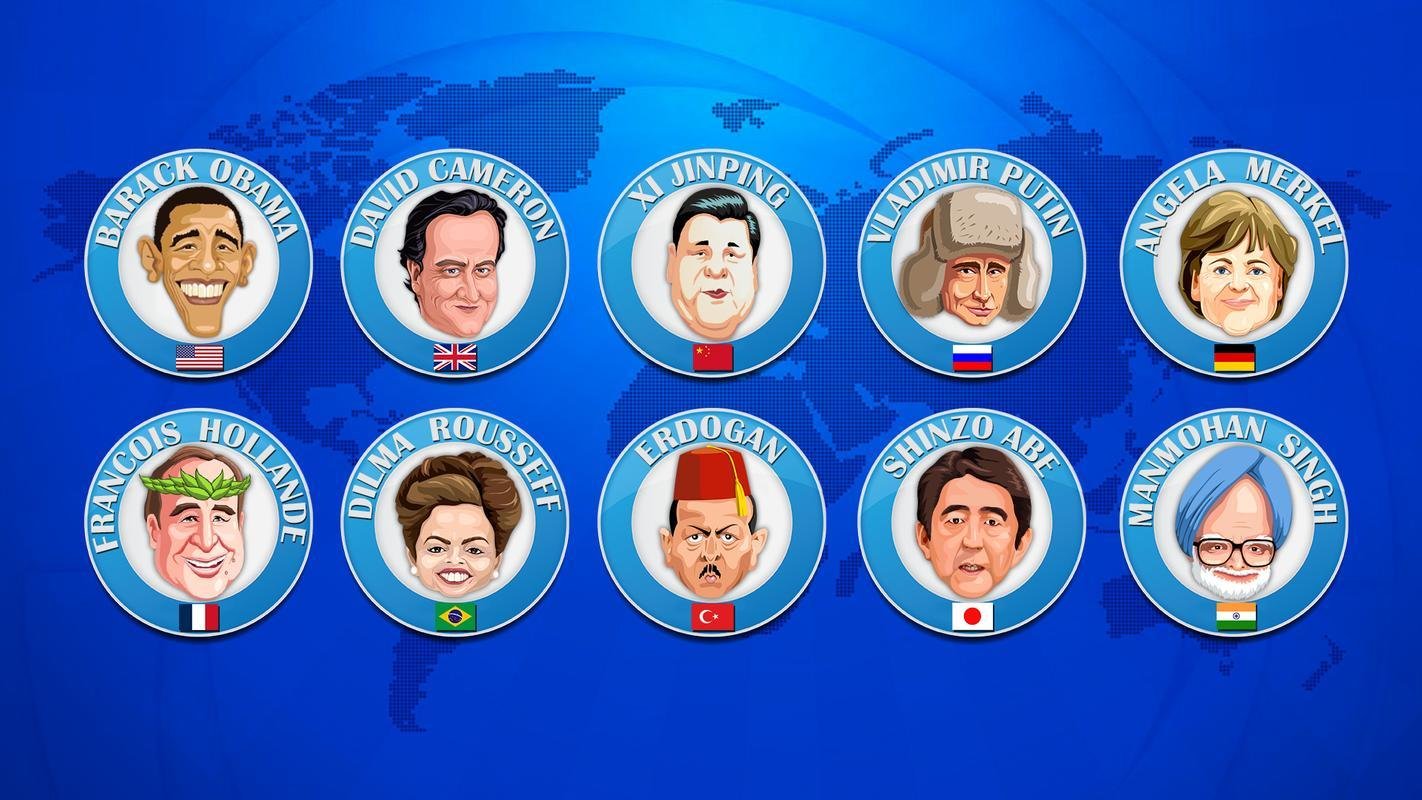 BARACK OBAMA
DAVID CAMERON
XI JINPING
VLADIMIR PUTIN
ANGELA MERKEL
FRANCOIS HOLLANDE
DILMA ROUSSEFF
ERDOGAN
SHINZO ABE
MANMOHAN SINGH